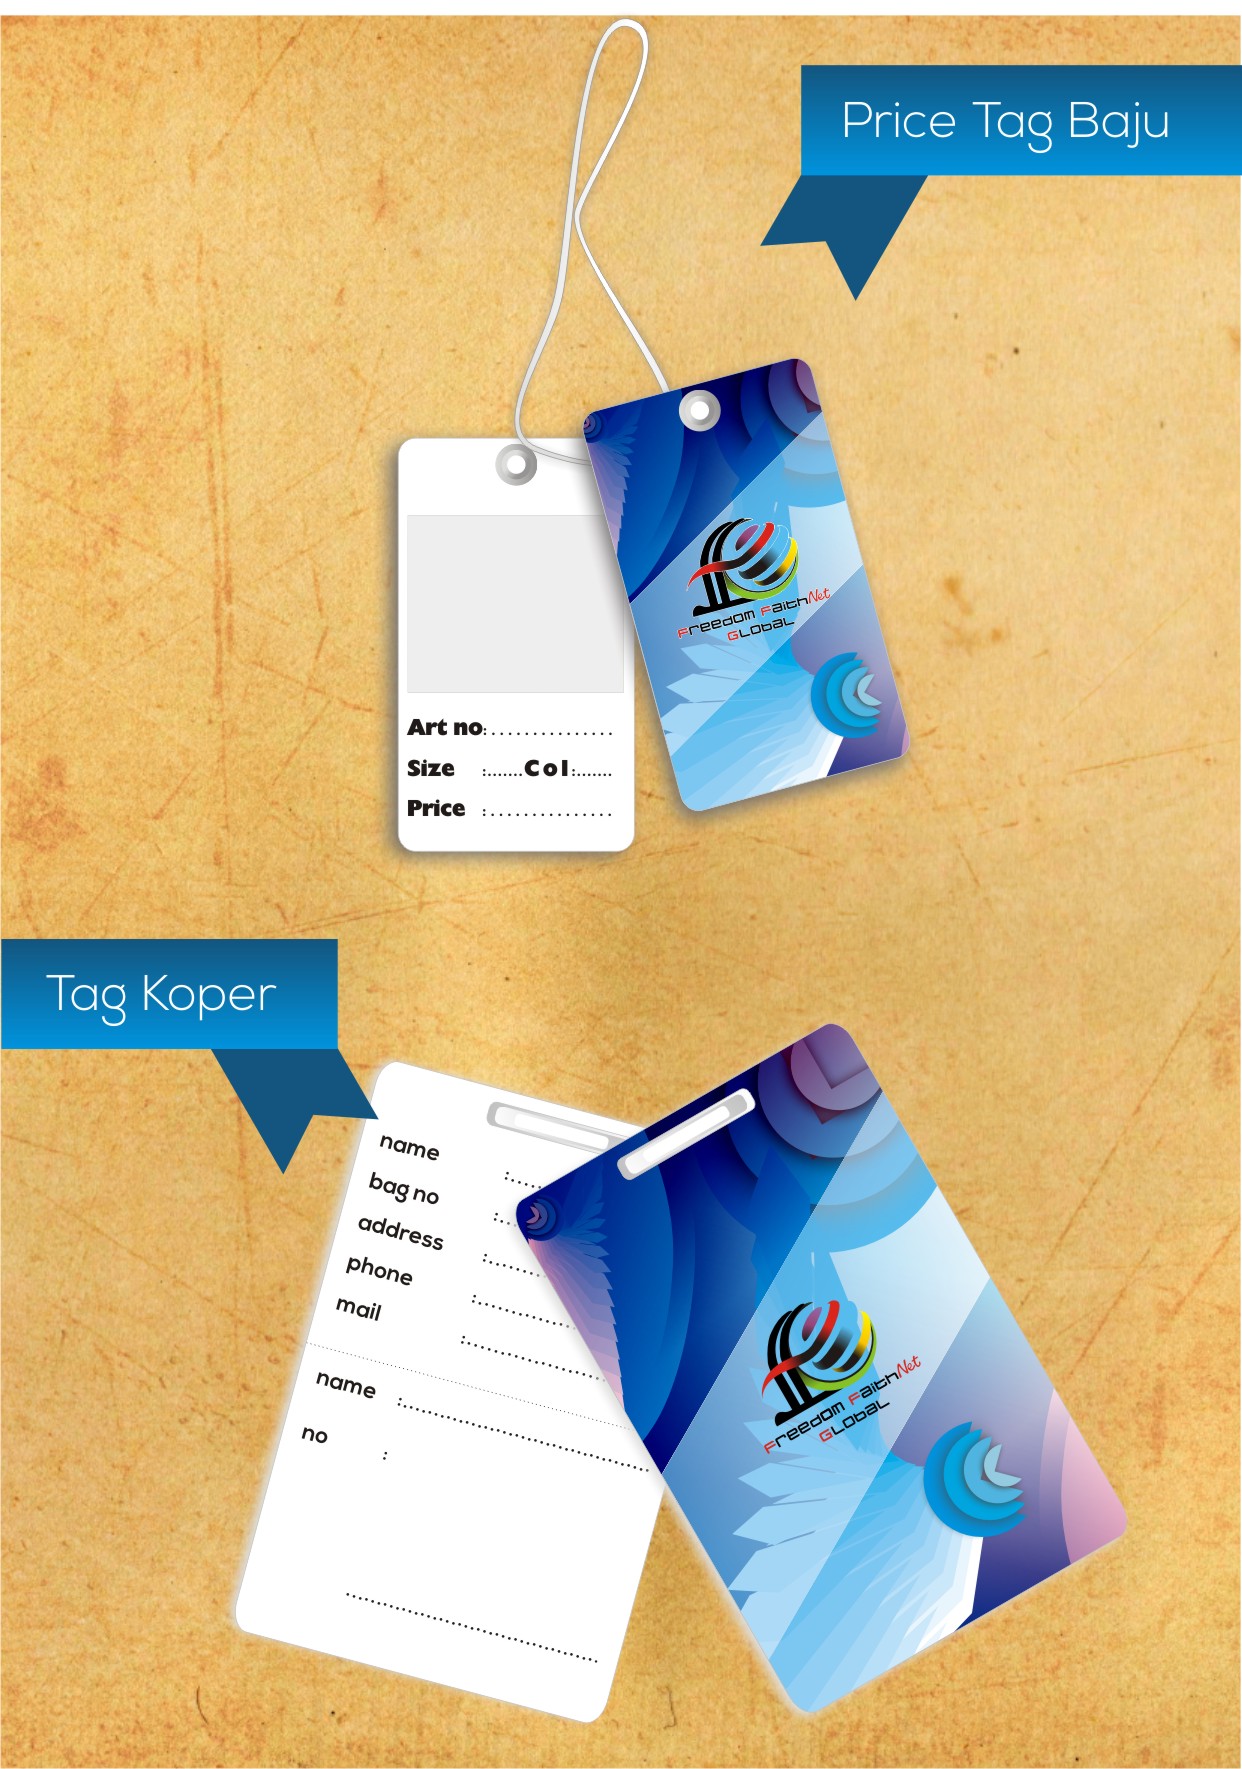 Price Tag Baju
Freedom FaithNet
Global
Art no:...............
Size :.......Col:.......
Price :...............
Tag Koper
name :.....
bag no :..
address :........
phone :..............
mail :....................
name :.......................................
no :
.......................................
Freedom FaithNet
Global